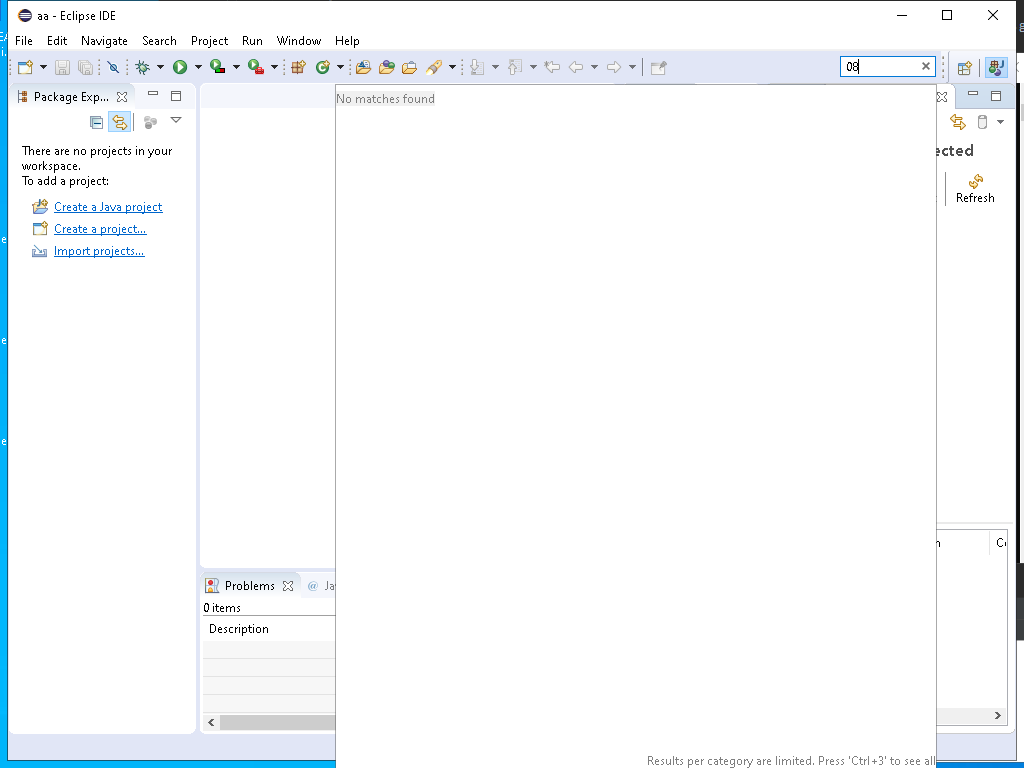 aa - Eclipse IDE
File Edit Navigate Search Project Run Window Help
08
Package Exp...
No matches found
There are no projects in your
workspace.
To add a project:
Create a Java project
Create a project...
Import projects...
ected
Refresh
Problems
@ Ja
0 items
Description
Results per category are limited. Press 'Ctrl+3' to see all